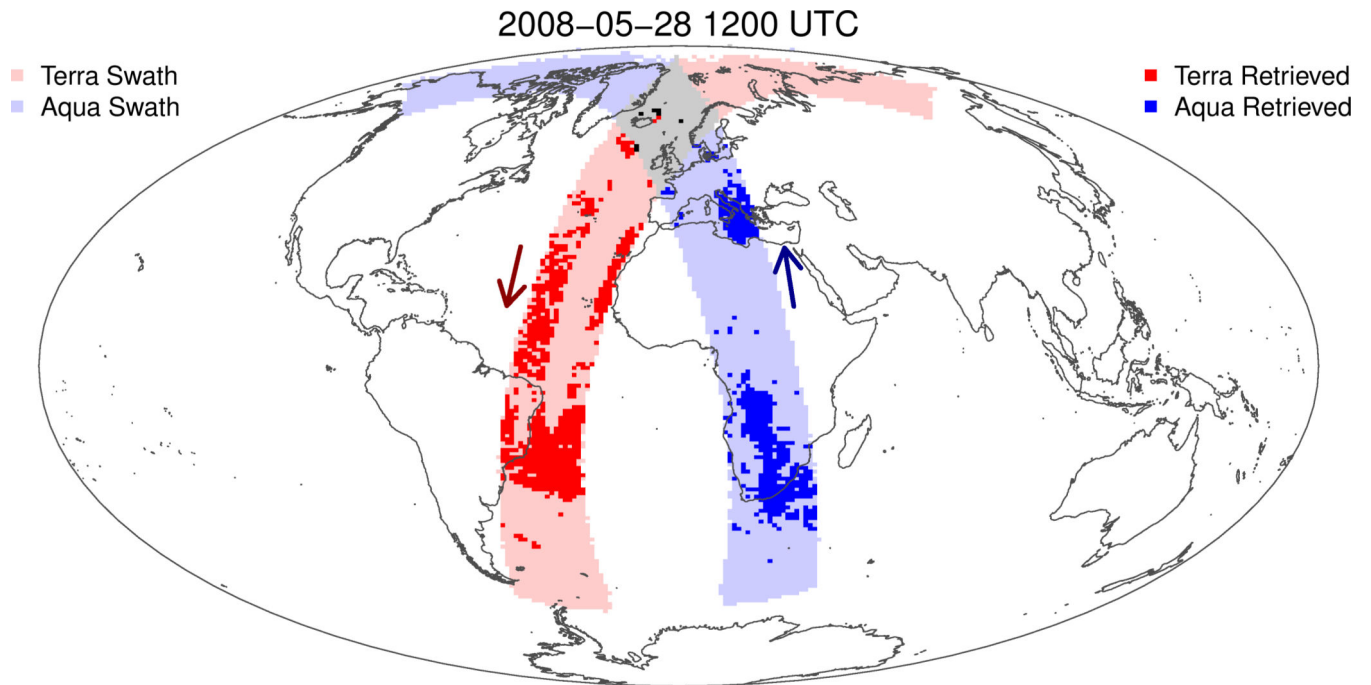 2008−05−28 1200 UTC
Terra Swath
Aqua Swath
Terra Retrieved
Aqua Retrieved